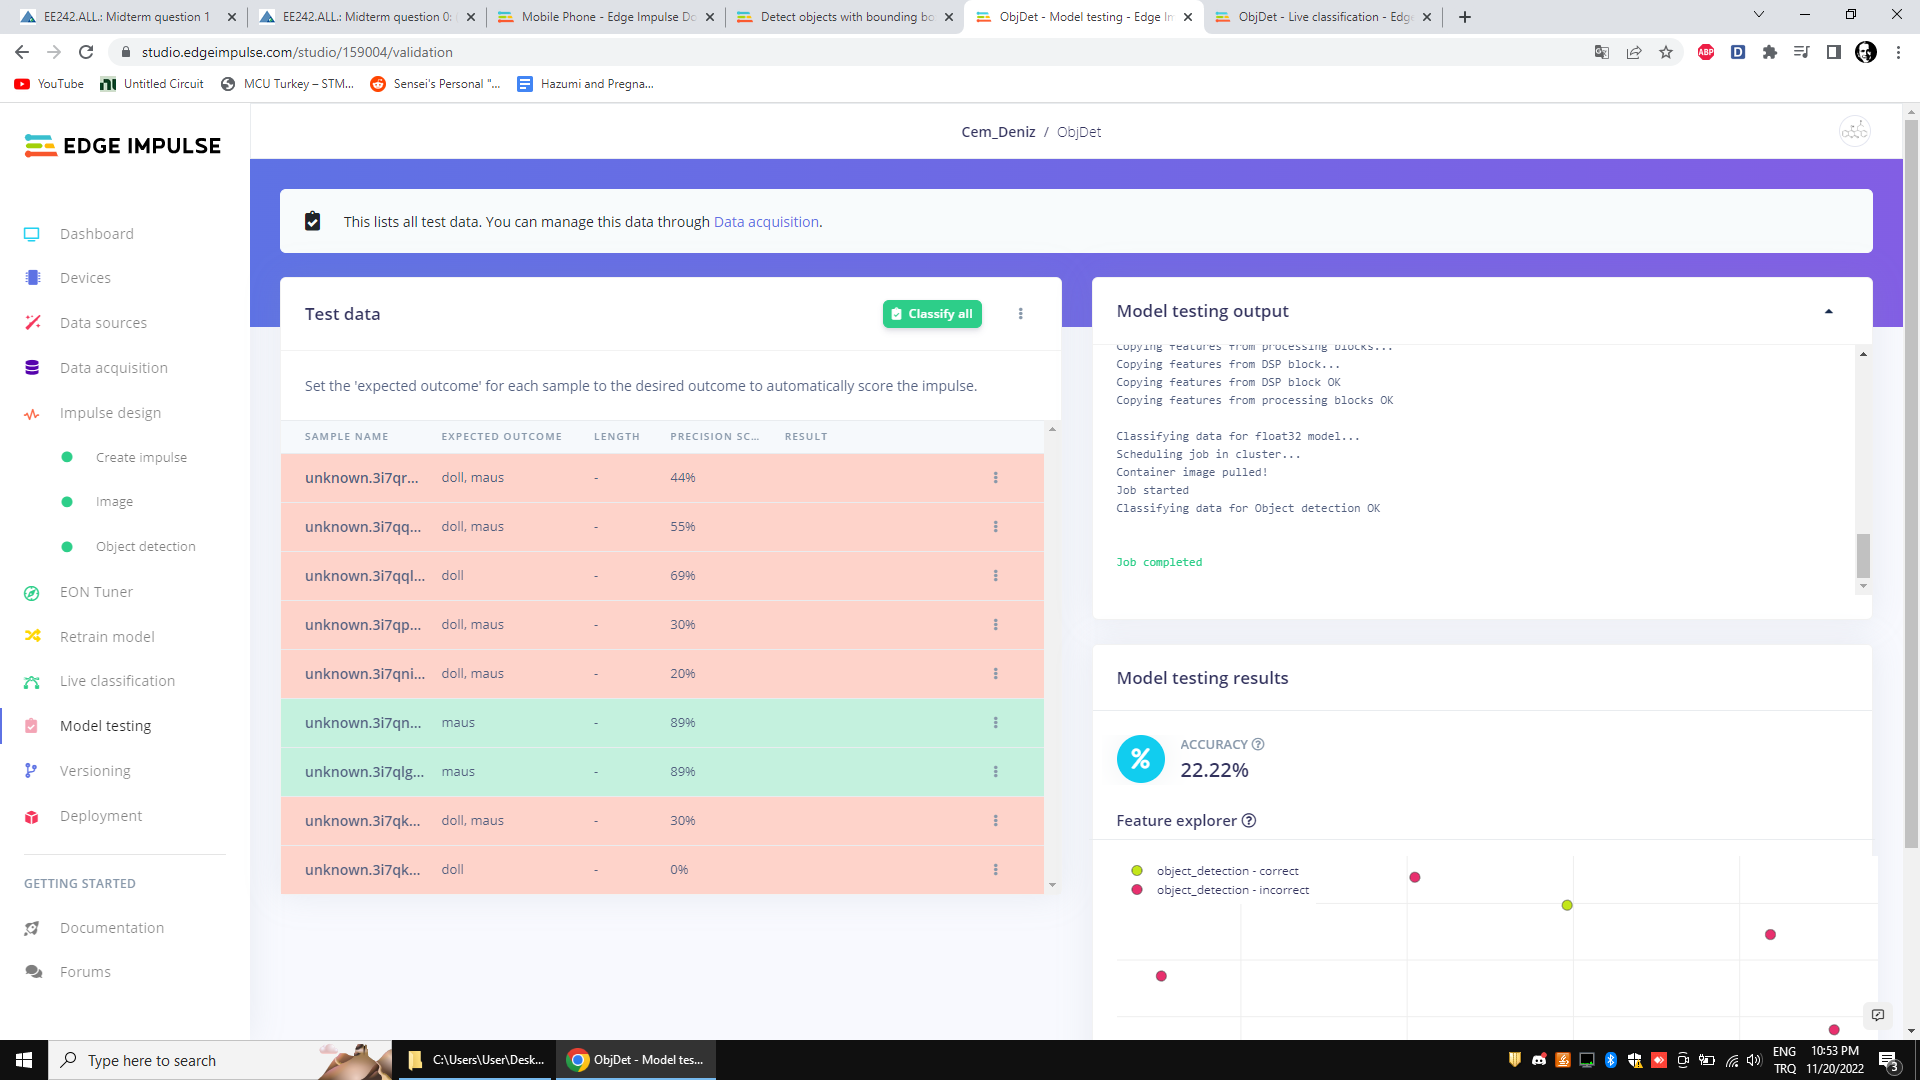 EE242.ALL.: Midterm question 1
EE242.ALL.: Midterm question 0:
Mobile Phone - Edge Impulse Do
Detect objects with bounding bo
ObjDet - Model testing - Edge Im
ObjDet - Live classification - Edge
studio.edgeimpulse.com/studio/159004/validation
ABP
D
YouTube
Untitled Circuit
MCU Turkey – STM...
Sensei's Personal "...
Hazumi and Pregna...
EDGE IMPULSE
Cem_Deniz / ObjDet
Dashboard
Devices
Data sources
Data acquisition
Impulse design
Create impulse
Image
Object detection
EON Tuner
Retrain model
Live classification
Model testing
Versioning
Deployment
GETTING STARTED
Documentation
Forums
This lists all test data. You can manage this data through Data acquisition.
Test data
Classify all
Set the 'expected outcome' for each sample to the desired outcome to automatically score the impulse.
SAMPLE NAME EXPECTED OUTCOME LENGTH PRECISION SC... RESULT
unknown.3i7qr... doll, maus - 44%
unknown.3i7qq... doll, maus - 55%
unknown.3i7qql... doll - 69%
unknown.3i7qp... doll, maus - 30%
unknown.3i7qni... doll, maus - 20%
unknown.3i7qn... maus - 89%
unknown.3i7qlg... maus - 89%
unknown.3i7qk... doll, maus - 30%
unknown.3i7qk... doll - 0%
Model testing output
Copying features from processing blocks...
Copying features from DSP block...
Copying features from DSP block OK
Copying features from processing blocks OK
Classifying data for float32 model...
Scheduling job in cluster...
Container image pulled!
Job started
Classifying data for Object detection OK
Job completed
Model testing results
%
ACCURACY
22.22%
Feature explorer
object_detection - correct
object_detection - incorrect
Type here to search
C:\Users\User\Desk...
ObjDet - Model tes...
ENG
TRQ
10:53 PM
11/20/2022
3